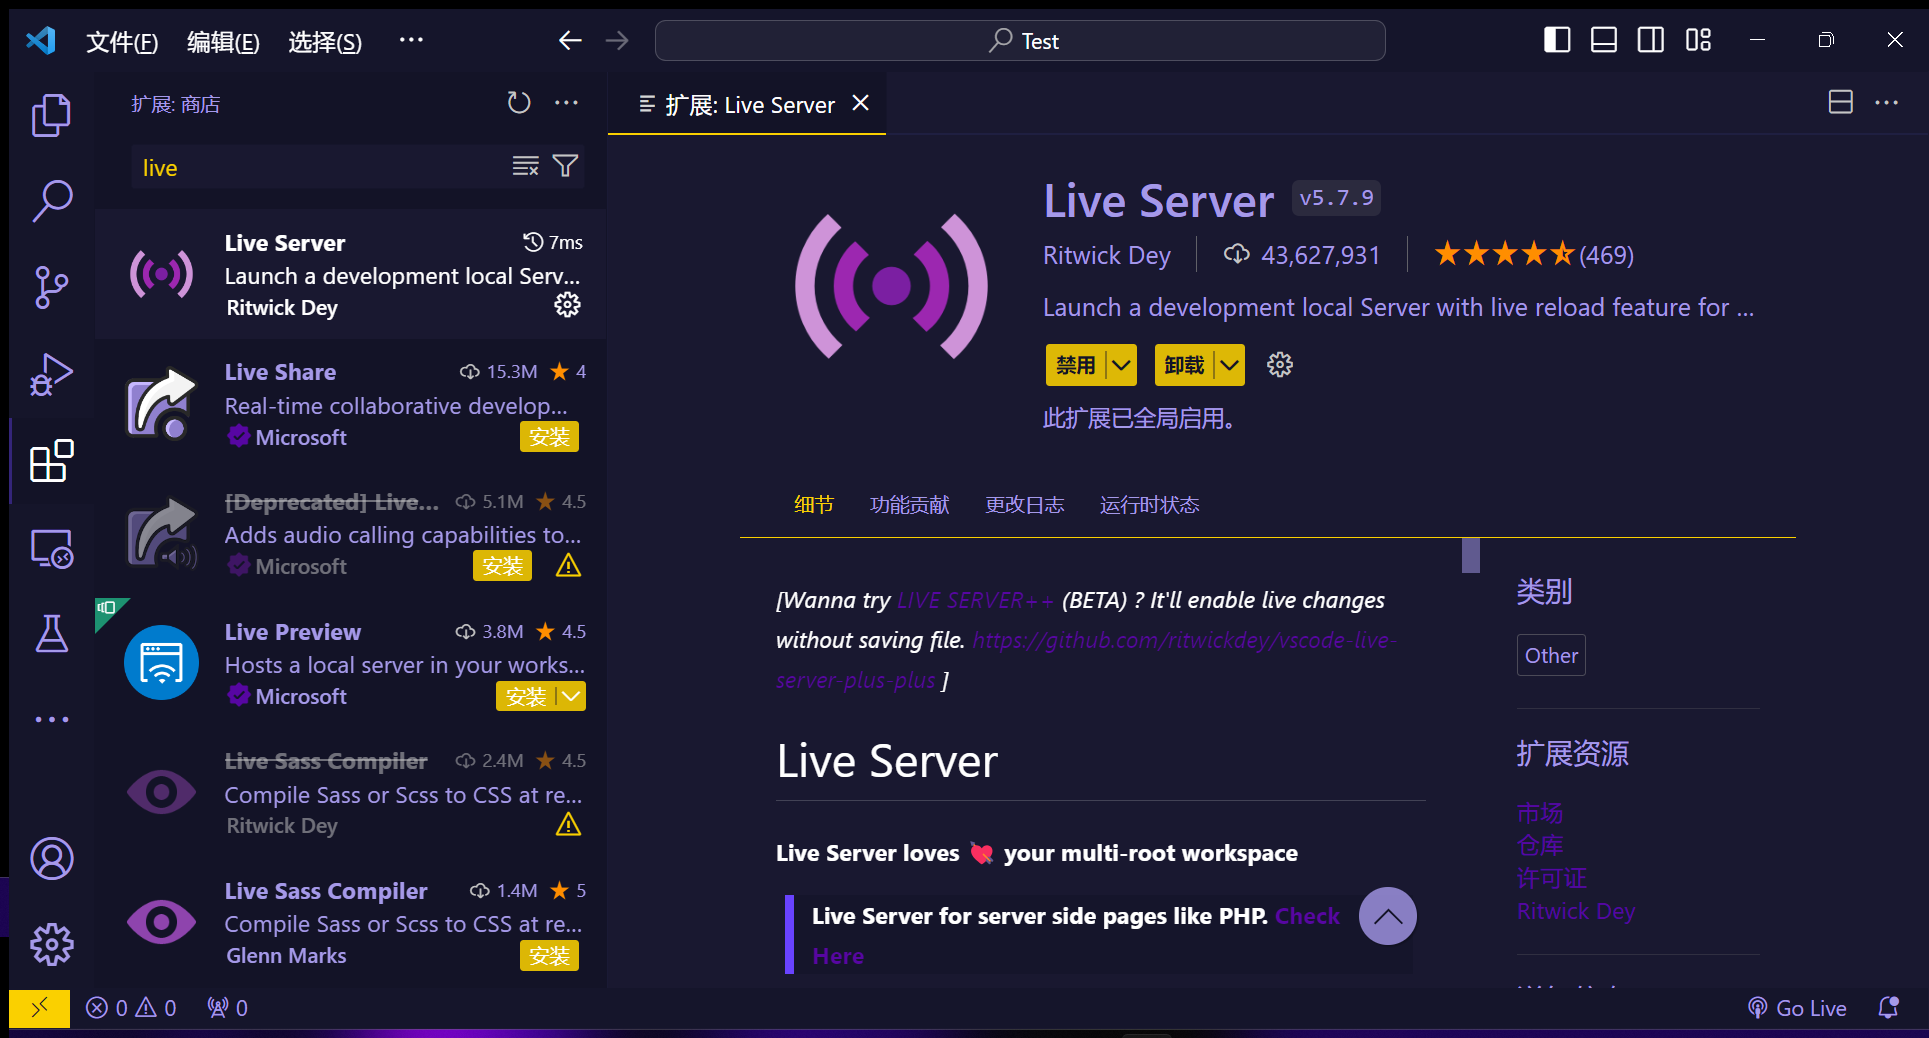 文件(F) 编辑(E) 选择(S) ··· Test
扩展: 商店
live
Live Server 7ms
Launch a development local Serv...
Ritwick Dey
Live Share 15.3M 4
Real-time collaborative develop...
Microsoft 安装
[Deprecated] Live... 5.1M 4.5
Adds audio calling capabilities to...
Microsoft 安装
Live Preview 3.8M 4.5
Hosts a local server in your works...
Microsoft 安装
Live Sass Compiler 2.4M 4.5
Compile Sass or Scss to CSS at re...
Ritwick Dey
Live Sass Compiler 1.4M 5
Compile Sass or Scss to CSS at re...
Glenn Marks 安装
扩展: Live Server
Live Server v5.7.9
Ritwick Dey 43,627,931 ★★★★★(469)
Launch a development local Server with live reload feature for ...
禁用 卸载
此扩展已全局启用。
细节 功能贡献 更改日志 运行时状态
[Wanna try LIVE SERVER++ (BETA) ? It'll enable live changes
without saving file. https://github.com/ritwickdey/vscode-live-
server-plus-plus ]
Live Server
Live Server loves 💘 your multi-root workspace
Live Server for server side pages like PHP. Check
Here
类别
Other
扩展资源
市场
仓库
许可证
Ritwick Dey
0 0 0 Go Live